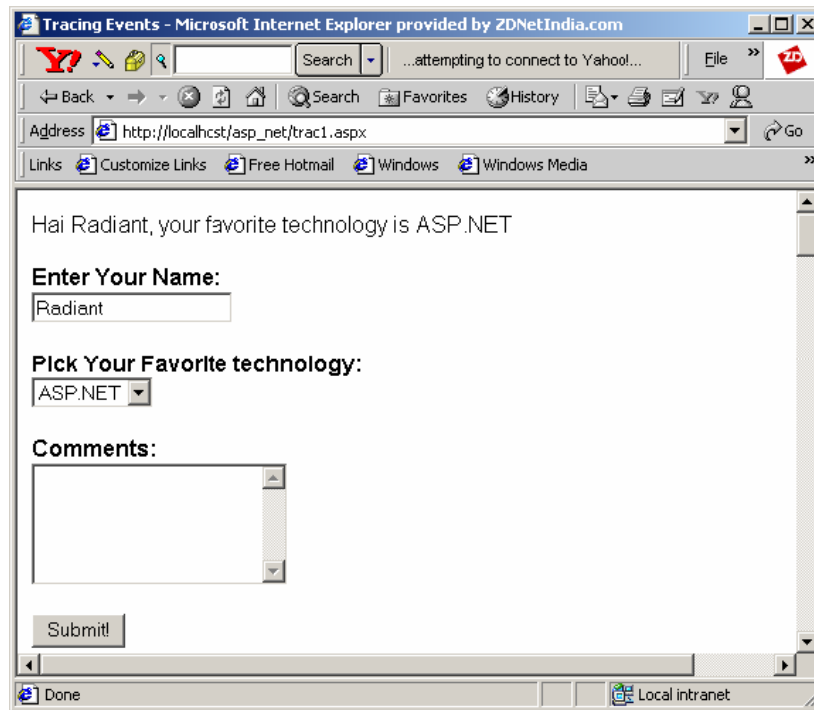 Tracing Events - Microsoft Internet Explorer provided by ZDNetIndia.com
Y! Search ...attempting to connect to Yahoo!... File » ZD
Back Search Favorites History
Address http://localhcst/asp_net/trac1.aspx Go
Links Customize Links Free Hotmail Windows Windows Media »
Hai Radiant, your favorite technology is ASP.NET
Enter Your Name:
Radiant
Pick Your Favorite technology:
ASP.NET
Comments:
Submit!
Done Local intranet